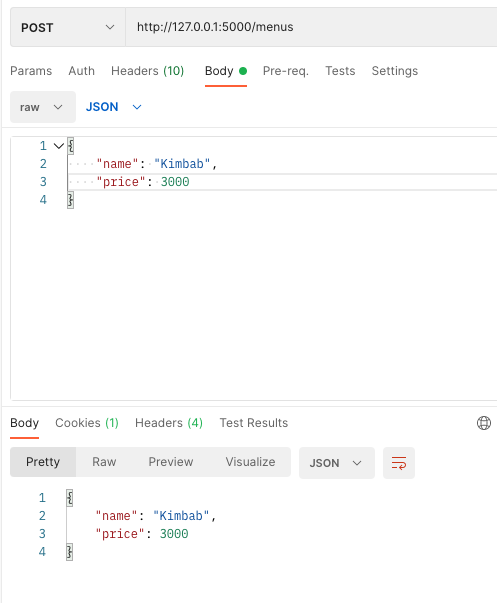 POST http://127.0.0.1:5000/menus
Params Auth Headers (10) Body Pre-req. Tests Settings
raw JSON
1 {
2 "name": "Kimbab",
3 "price": 3000
4 }
Body Cookies (1) Headers (4) Test Results
Pretty Raw Preview Visualize JSON
1 {
2 "name": "Kimbab",
3 "price": 3000
4 }